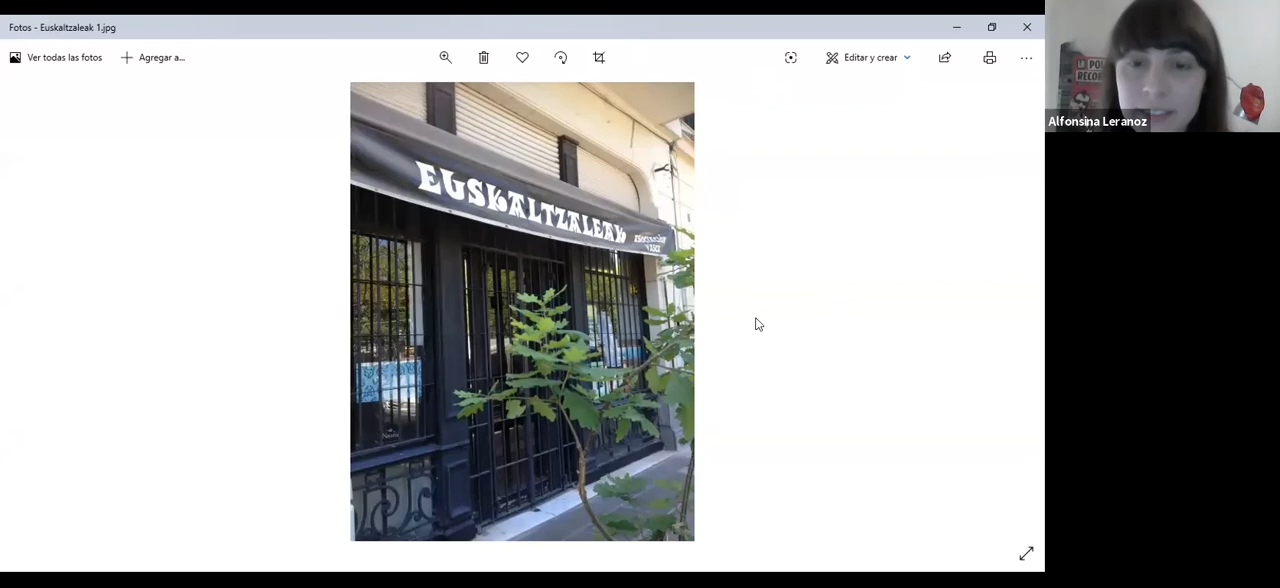 Fotos - Euskaltzaleak 1.jpg
Ver todas las fotos
Agregar a...
Editar y crear
EUSKALTZALEAK
Alfonsina Leranoz